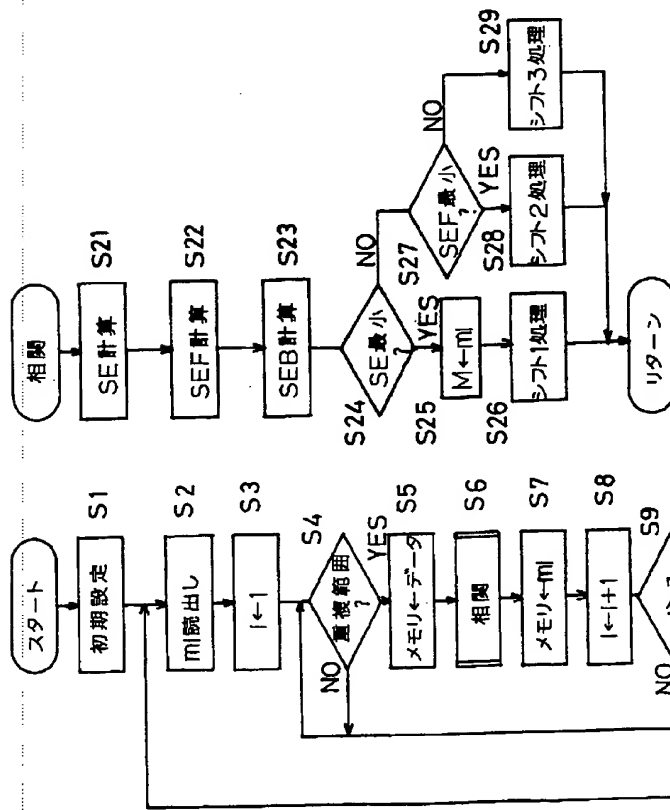 スタート
初期設定
S1
mI読出し
S2
I←1
S3
重複範囲
?
S4
NO
YES
メモリ←データ
S5
相関
S6
メモリ←mI
S7
I←I+1
S8
S9
NO
相関
SE計算
S21
SEF計算
S22
SEB計算
S23
SE最小
?
S24
NO
YES
M←mI
S25
シフト1処理
S26
SEF最小
?
S27
NO
YES
シフト2処理
S28
シフト3処理
S29
リターン